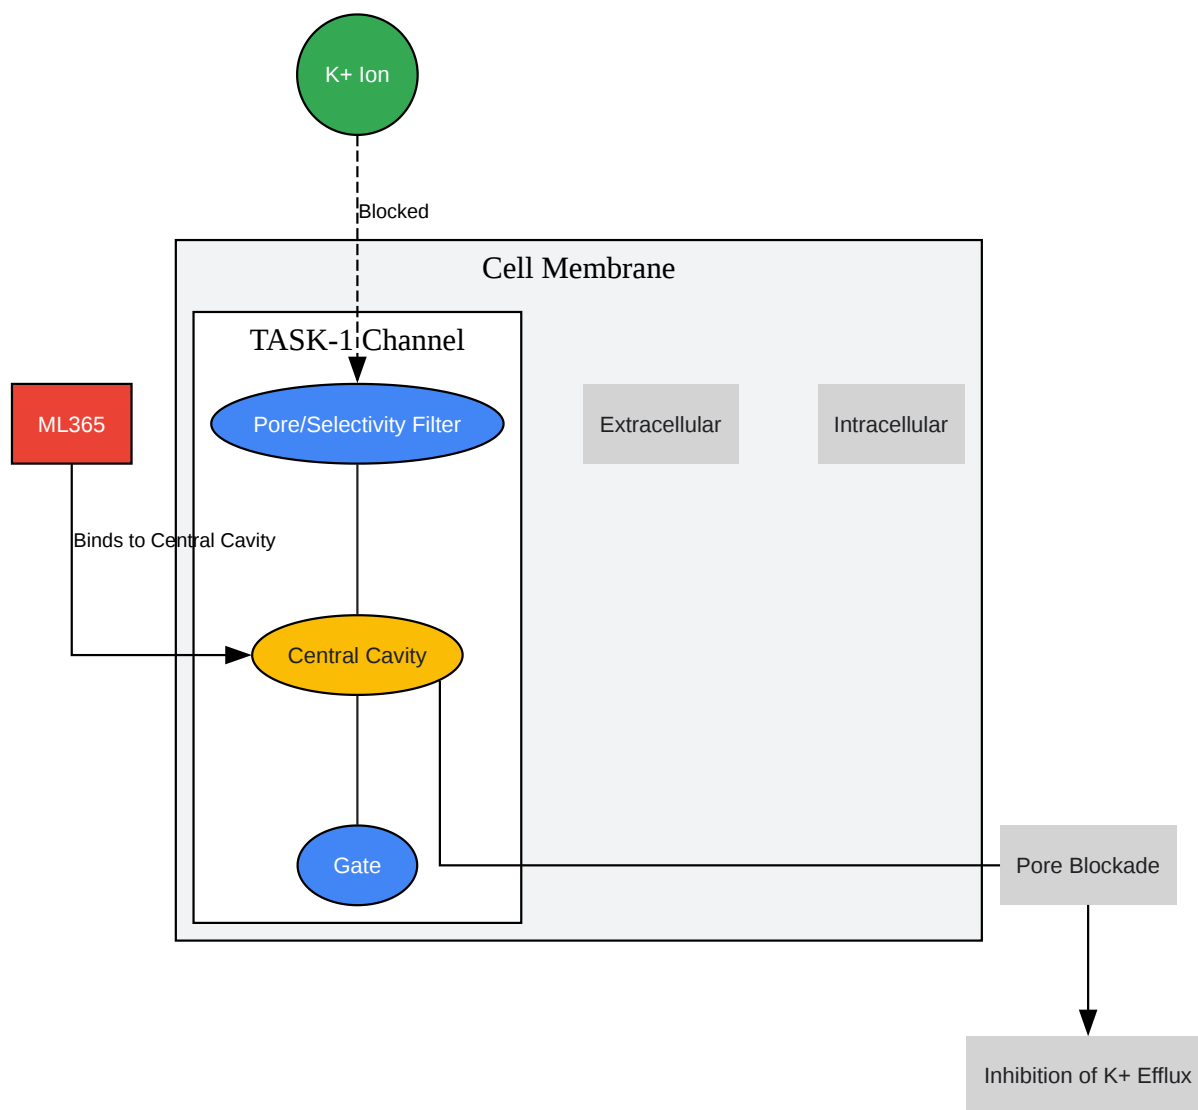 K+ Ion
Blocked
Cell Membrane
TASK-1 Channel
ML365
Pore/Selectivity Filter
Extracellular
Intracellular
Binds to Central Cavity
Central Cavity
Gate
Pore Blockade
Inhibition of K+ Efflux